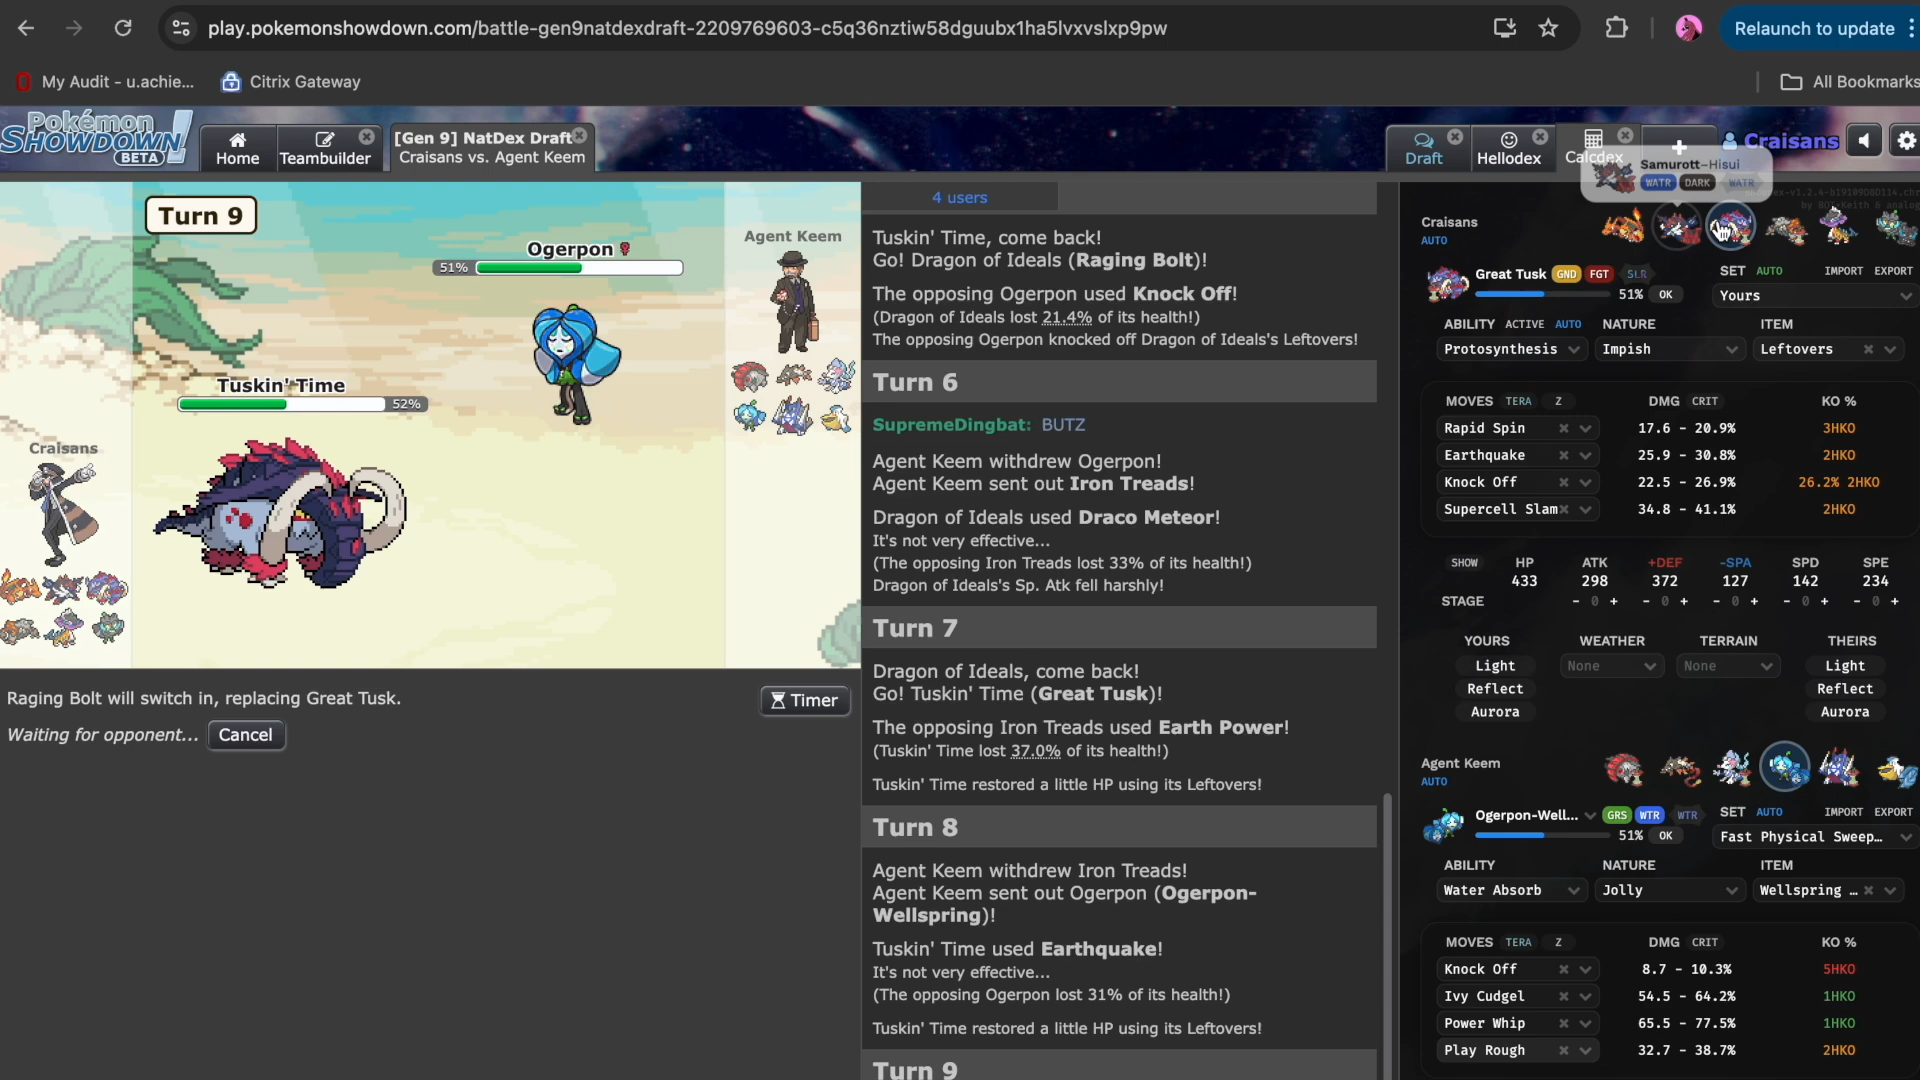 play.pokemonshowdown.com/battle-gen9natdexdraft-2209769603-c5q36nztiw58dguubx1ha5lvxvslxp9pw
Relaunch to update
My Audit - u.achie...
Citrix Gateway
All Bookmarks
Pokémon
SHOWDOWN!
BETA
Home
Teambuilder
[Gen 9] NatDex Draft
Craisans vs. Agent Keem
Draft
Hellodex
Calcdex
Craisans
Samurott-Hisui
WATR DARK WATR
Turn 9
Ogerpon
51%
Agent Keem
Tuskin' Time
52%
Craisans
Raging Bolt will switch in, replacing Great Tusk.
Timer
Waiting for opponent...
Cancel
4 users
Tuskin' Time, come back!
Go! Dragon of Ideals (Raging Bolt)!
The opposing Ogerpon used Knock Off!
(Dragon of Ideals lost 21.4% of its health!)
The opposing Ogerpon knocked off Dragon of Ideals's Leftovers!
Turn 6
SupremeDingbat: BUTZ
Agent Keem withdrew Ogerpon!
Agent Keem sent out Iron Treads!
Dragon of Ideals used Draco Meteor!
It's not very effective...
(The opposing Iron Treads lost 33% of its health!)
Dragon of Ideals's Sp. Atk fell harshly!
Turn 7
Dragon of Ideals, come back!
Go! Tuskin' Time (Great Tusk)!
The opposing Iron Treads used Earth Power!
(Tuskin' Time lost 37.0% of its health!)
Tuskin' Time restored a little HP using its Leftovers!
Turn 8
Agent Keem withdrew Iron Treads!
Agent Keem sent out Ogerpon (Ogerpon-
Wellspring)!
Tuskin' Time used Earthquake!
It's not very effective...
(The opposing Ogerpon lost 31% of its health!)
Tuskin' Time restored a little HP using its Leftovers!
Turn 9
Craisans
AUTO
Great Tusk GND FGT SLR
51% OK
SET AUTO IMPORT EXPORT
Yours
ABILITY ACTIVE AUTO NATURE ITEM
Protosynthesis Impish Leftovers
MOVES TERA Z DMG CRIT KO %
Rapid Spin 17.6 - 20.9% 3HKO
Earthquake 25.9 - 30.8% 2HKO
Knock Off 22.5 - 26.9% 26.2% 2HKO
Supercell Slam 34.8 - 41.1% 2HKO
SHOW HP ATK +DEF -SPA SPD SPE
433 298 372 127 142 234
STAGE - 0 + - 0 + - 0 + - 0 + - 0 +
YOURS WEATHER TERRAIN THEIRS
Light None None Light
Reflect Reflect
Aurora Aurora
Agent Keem
AUTO
Ogerpon-Well... GRS WTR WTR
51% OK
SET AUTO IMPORT EXPORT
Fast Physical Sweep...
ABILITY NATURE ITEM
Water Absorb Jolly Wellspring …
MOVES TERA Z DMG CRIT KO %
Knock Off 8.7 - 10.3% 5HKO
Ivy Cudgel 54.5 - 64.2% 1HKO
Power Whip 65.5 - 77.5% 1HKO
Play Rough 32.7 - 38.7% 2HKO